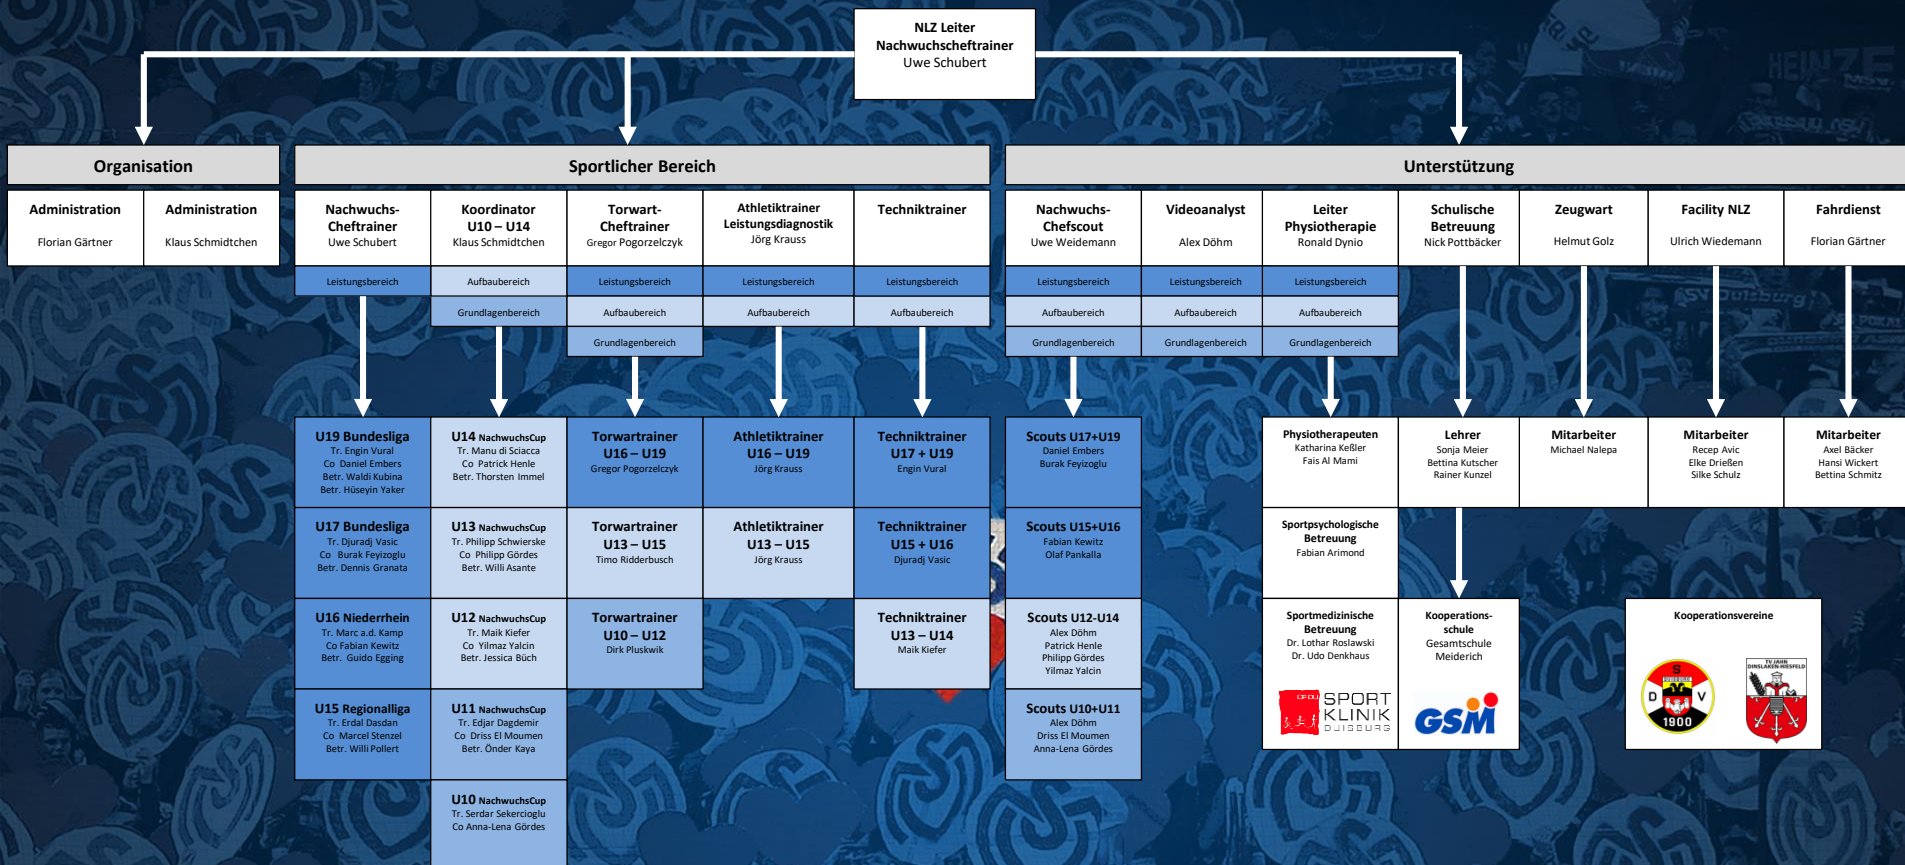 NLZ Leiter
Nachwuchscheftrainer
Uwe Schubert
Organisation
Sportlicher Bereich
Unterstützung
Administration
Florian Gärtner
Administration
Klaus Schmidtchen
Nachwuchs-
Cheftrainer
Uwe Schubert
Leistungsbereich
Koordinator
U10 – U14
Klaus Schmidtchen
Aufbaubereich
Grundlagenbereich
Torwart-
Cheftrainer
Gregor Pogorzelczyk
Leistungsbereich
Aufbaubereich
Grundlagenbereich
Athletiktrainer
Leistungsdiagnostik
Jörg Krauss
Leistungsbereich
Aufbaubereich
Techniktrainer
Leistungsbereich
Aufbaubereich
Nachwuchs-
Chefscout
Uwe Weidemann
Leistungsbereich
Aufbaubereich
Grundlagenbereich
Videoanalyst
Alex Döhm
Leistungsbereich
Aufbaubereich
Grundlagenbereich
Leiter
Physiotherapie
Ronald Dynio
Leistungsbereich
Aufbaubereich
Grundlagenbereich
Schulische
Betreuung
Nick Pottbäcker
Zeugwart
Helmut Golz
Facility NLZ
Ulrich Wiedemann
Fahrdienst
Florian Gärtner
U19 Bundesliga
Tr. Engin Vural
Co Daniel Embers
Betr. Waldi Kubina
Betr. Hüseyin Yaker
U17 Bundesliga
Tr. Djuradj Vasic
Co Burak Feyizoglu
Betr. Dennis Granata
U16 Niederrhein
Tr. Marc a.d. Kamp
Co Fabian Kewitz
Betr. Guido Egging
U15 Regionalliga
Tr. Erdal Dasdan
Co Marcel Stenzel
Betr. Willi Pollert
U14 NachwuchsCup
Tr. Manu di Sciacca
Co Patrick Henle
Betr. Thorsten Immel
U13 NachwuchsCup
Tr. Philipp Schwierske
Co Philipp Gördes
Betr. Willi Asante
U12 NachwuchsCup
Tr. Maik Kiefer
Co Yilmaz Yalcin
Betr. Jessica Büch
U11 NachwuchsCup
Tr. Edjar Dagdemir
Co Driss El Moumen
Betr. Önder Kaya
U10 NachwuchsCup
Tr. Serdar Sekercioglu
Co Anna-Lena Gördes
Torwartrainer
U16 – U19
Gregor Pogorzelczyk
Torwartrainer
U13 – U15
Timo Ridderbusch
Torwartrainer
U10 – U12
Dirk Pluskwik
Athletiktrainer
U16 – U19
Jörg Krauss
Athletiktrainer
U13 – U15
Jörg Krauss
Techniktrainer
U17 + U19
Engin Vural
Techniktrainer
U15 + U16
Djuradj Vasic
Techniktrainer
U13 – U14
Maik Kiefer
Scouts U17+U19
Daniel Embers
Burak Feyizoglu
Scouts U15+U16
Fabian Kewitz
Olaf Pankalla
Scouts U12-U14
Alex Döhm
Patrick Henle
Philipp Gördes
Yilmaz Yalcin
Scouts U10+U11
Alex Döhm
Driss El Moumen
Anna-Lena Gördes
Physiotherapeuten
Katharina Keßler
Fais Al Mami
Sportpsychologische
Betreuung
Fabian Arimond
Sportmedizinische
Betreuung
Dr. Lothar Roslawski
Dr. Udo Denkhaus
SPORT
KLINIK
DUISBURG
Lehrer
Sonja Meier
Bettina Kutscher
Rainer Kunzel
Kooperations-
schule
Gesamtschule
Meiderich
GSM
Mitarbeiter
Michael Nalepa
Mitarbeiter
Recep Avic
Elke Drießen
Silke Schulz
Mitarbeiter
Axel Bäcker
Hansi Wickert
Bettina Schmitz
Kooperationsvereine
S
DUISBURG
D V
1900
TV JAHN
DINSLAKEN-HIESFELD
HEINZE
SV Duisburg